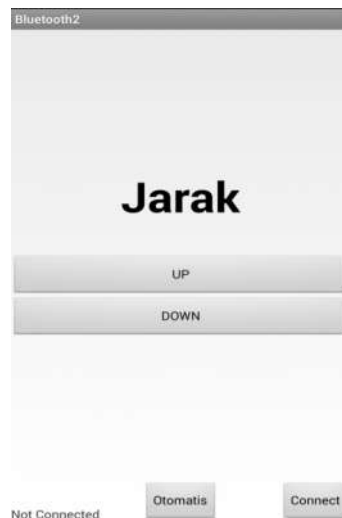 Bluetooth2
Jarak
UP
DOWN
Otomatis
Connect
Not Connected